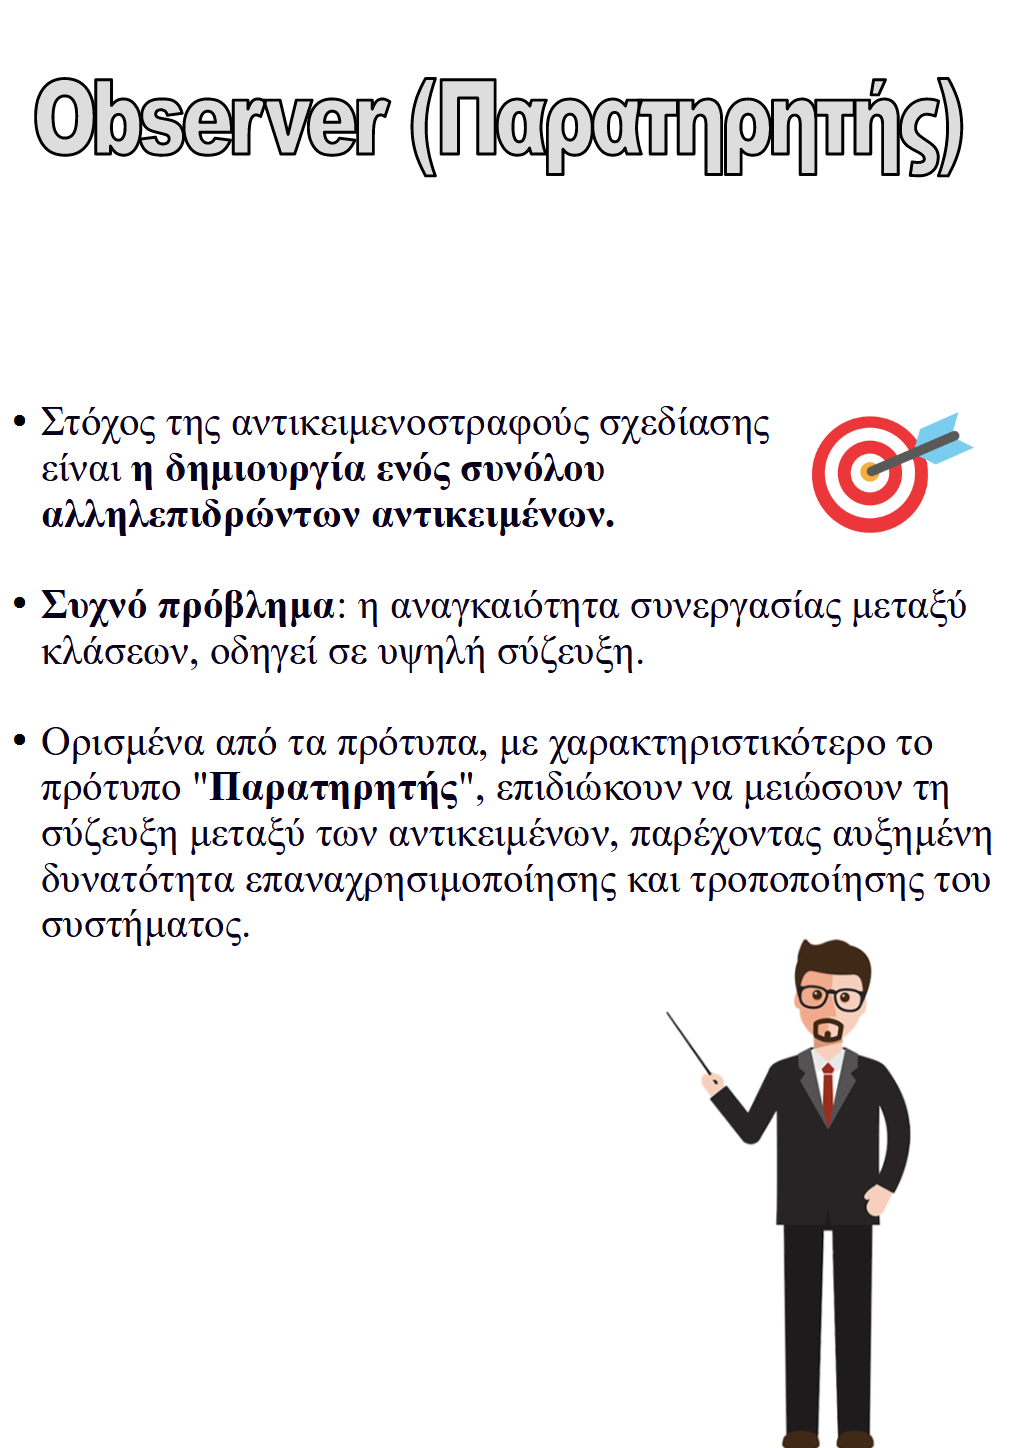 Observer (Παρατηρητής)
• Στόχος της αντικειμενοστραφούς σχεδίασης
είναι η δημιουργία ενός συνόλου
αλληλεπιδρώντων αντικειμένων.
• Συχνό πρόβλημα: η αναγκαιότητα συνεργασίας μεταξύ
κλάσεων, οδηγεί σε υψηλή σύζευξη.
• Ορισμένα από τα πρότυπα, με χαρακτηριστικότερο το
πρότυπο "Παρατηρητής", επιδιώκουν να μειώσουν τη
σύζευξη μεταξύ των αντικειμένων, παρέχοντας αυξημένη
δυνατότητα επαναχρησιμοποίησης και τροποποίησης του
συστήματος.